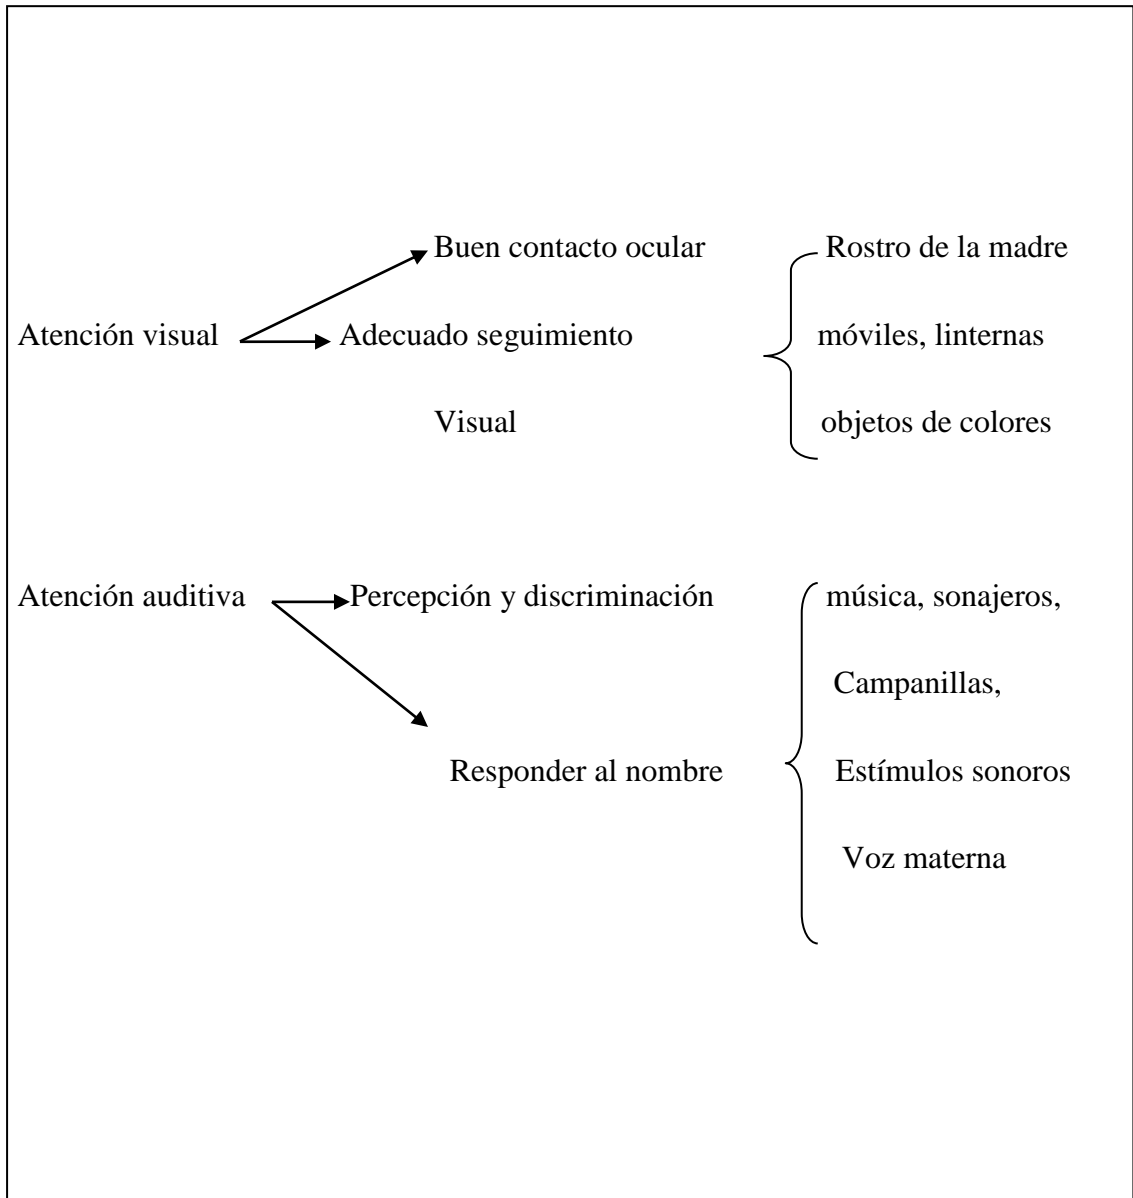 Buen contacto ocular Rostro de la madre
Atención visual Adecuado seguimiento móviles, linternas
Visual objetos de colores
Atención auditiva Percepción y discriminación música, sonajeros,
Campanillas,
Responder al nombre Estímulos sonoros
Voz materna